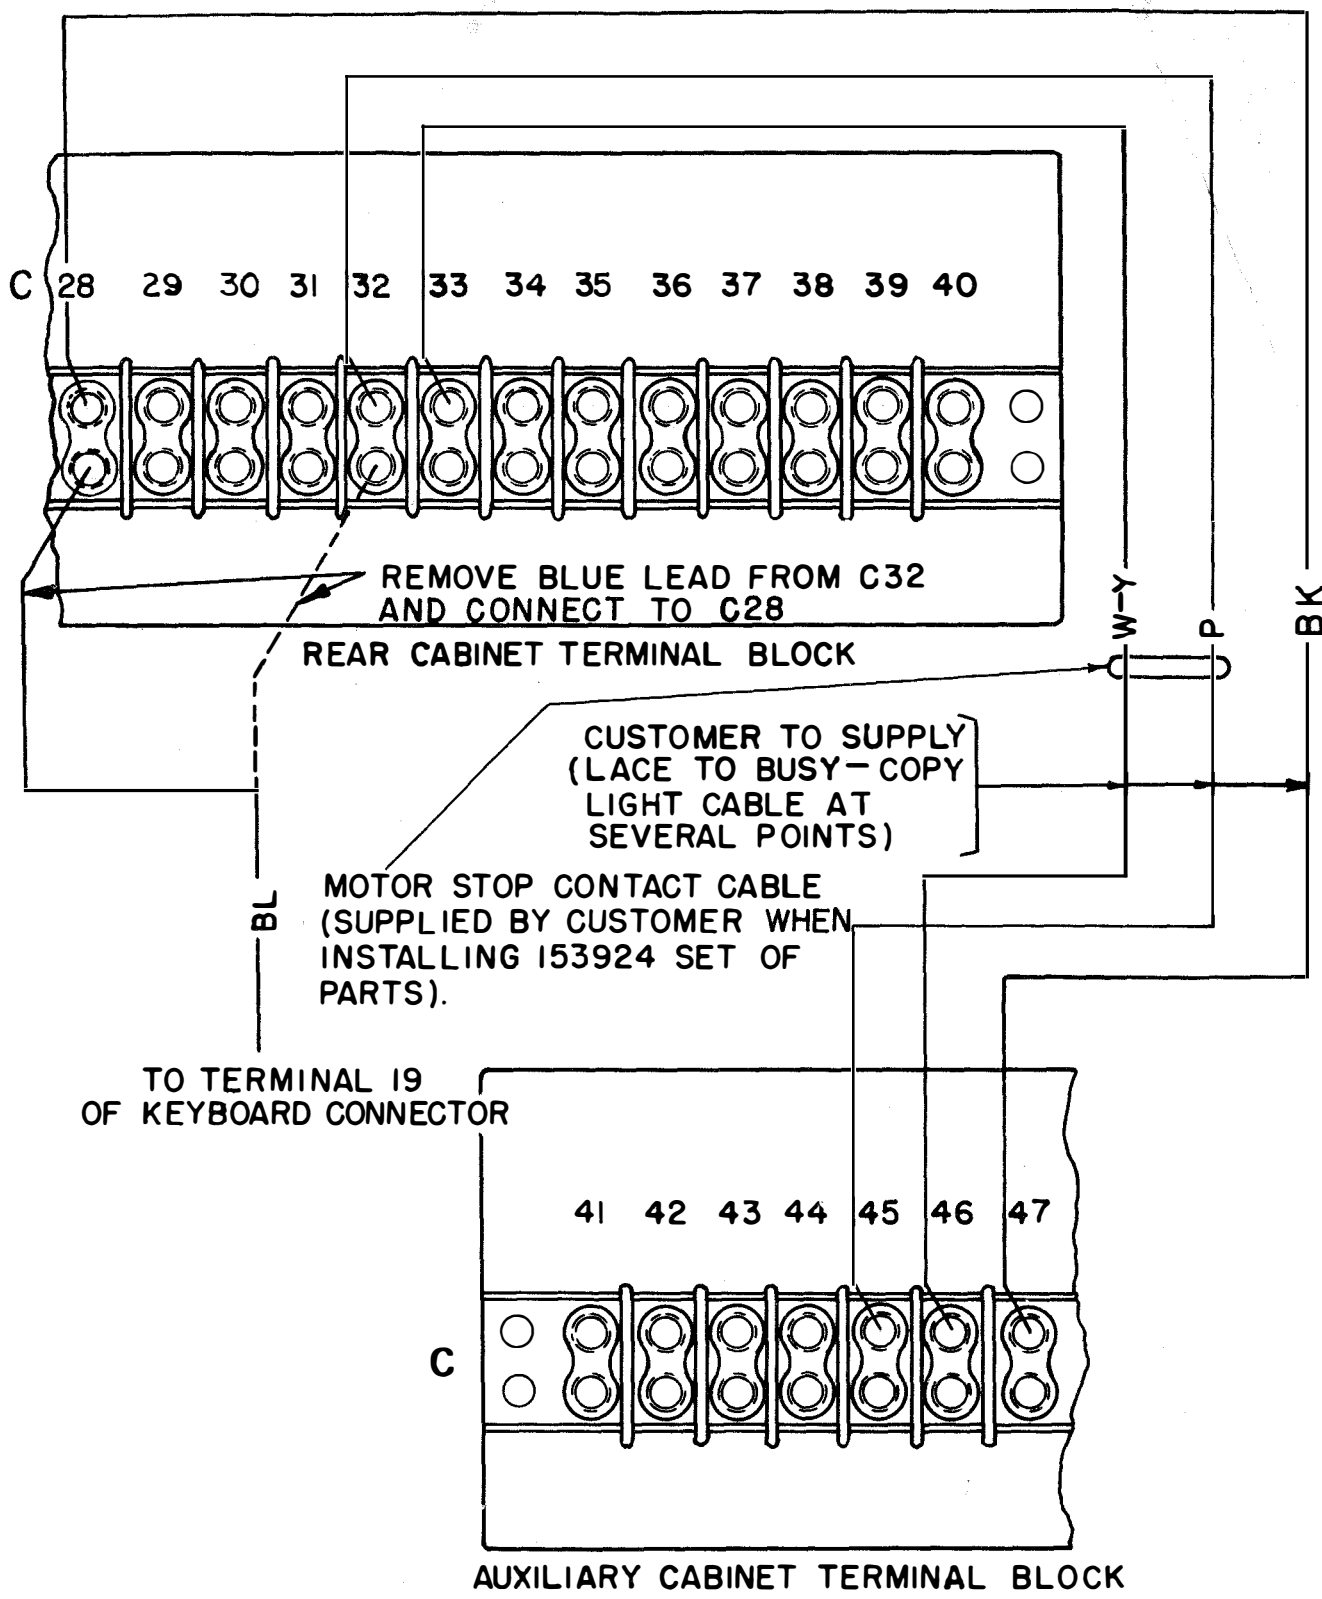 C 28 29 30 31 32 33 34 35 36 37 38 39 40
REMOVE BLUE LEAD FROM C32
AND CONNECT TO C28
REAR CABINET TERMINAL BLOCK
W-Y
P
BK
CUSTOMER TO SUPPLY
(LACE TO BUSY-COPY
LIGHT CABLE AT
SEVERAL POINTS)
BL
MOTOR STOP CONTACT CABLE
(SUPPLIED BY CUSTOMER WHEN
INSTALLING 153924 SET OF
PARTS).
TO TERMINAL 19
OF KEYBOARD CONNECTOR
41 42 43 44 45 46 47
C
AUXILIARY CABINET TERMINAL BLOCK